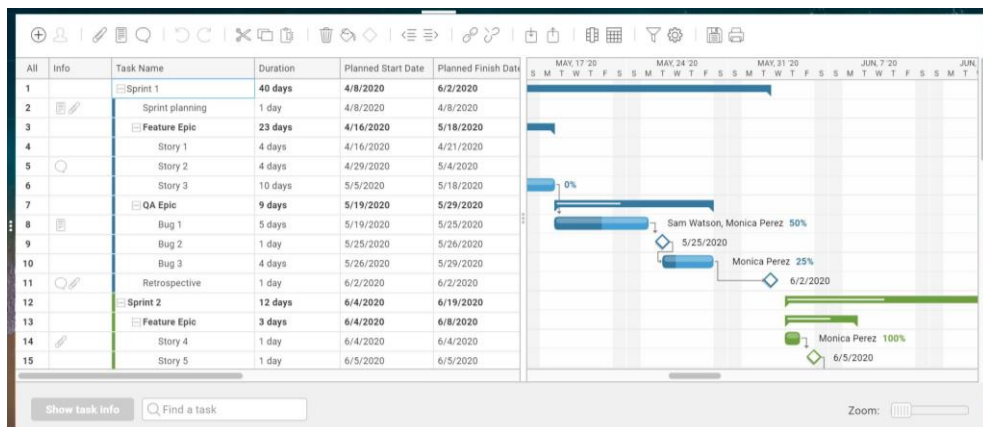 All Info Task Name Duration Planned Start Date Planned Finish Date
MAY, 17 '20 MAY, 24 '20 MAY, 31 '20 JUN, 7 '20 JUN,
S M T W T F S S M T W T F S S M T W T F S S M T W T F S S M T
1 Sprint 1 40 days 4/8/2020 6/2/2020
2 Sprint planning 1 day 4/8/2020 4/8/2020
3 Feature Epic 23 days 4/16/2020 5/18/2020
4 Story 1 4 days 4/16/2020 4/21/2020
5 Story 2 4 days 4/29/2020 5/4/2020
6 Story 3 10 days 5/5/2020 5/18/2020 0%
7 QA Epic 9 days 5/19/2020 5/29/2020
8 Bug 1 5 days 5/19/2020 5/25/2020 Sam Watson, Monica Perez 50%
9 Bug 2 1 day 5/25/2020 5/26/2020 5/25/2020
10 Bug 3 4 days 5/26/2020 5/29/2020 Monica Perez 25%
11 Retrospective 1 day 6/2/2020 6/2/2020 6/2/2020
12 Sprint 2 12 days 6/4/2020 6/19/2020
13 Feature Epic 3 days 6/4/2020 6/8/2020
14 Story 4 1 day 6/4/2020 6/4/2020 Monica Perez 100%
15 Story 5 1 day 6/5/2020 6/5/2020 6/5/2020
Show task info Find a task Zoom: